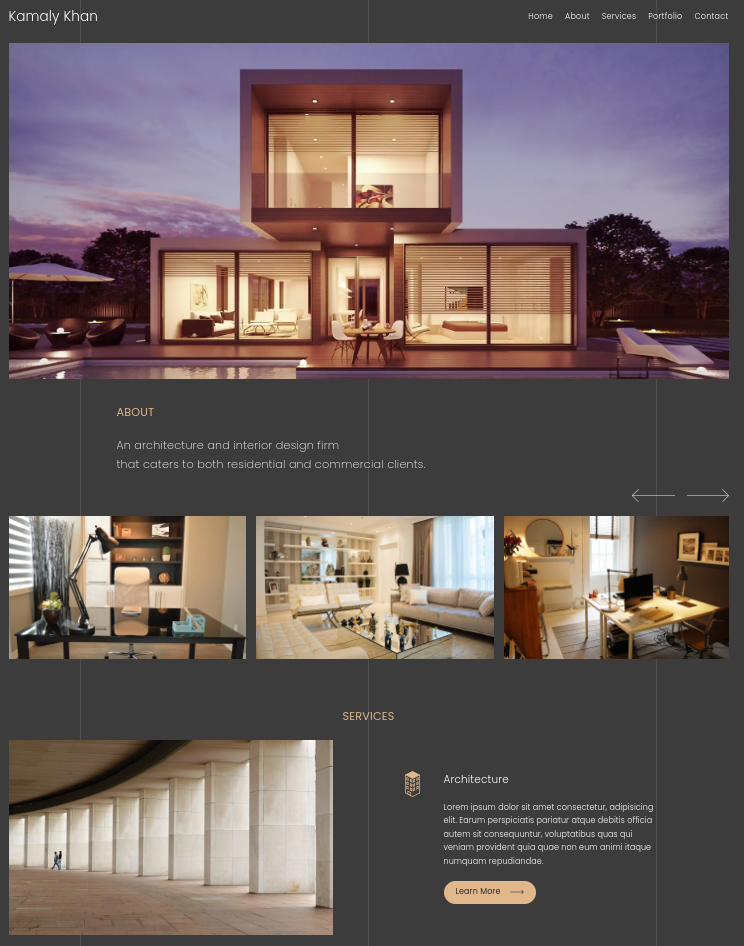 Kamaly Khan
Home About Services Portfolio Contact
ABOUT
An architecture and interior design firm
that caters to both residential and commercial clients.
SERVICES
Architecture
Lorem ipsum dolor sit amet consectetur, adipisicing
elit. Earum perspiciatis pariatur atque debitis officia
autem sit consequuntur, voluptatibus quas qui
veniam provident quia quae non eum animi itaque
numquam repudiandae.
Learn More